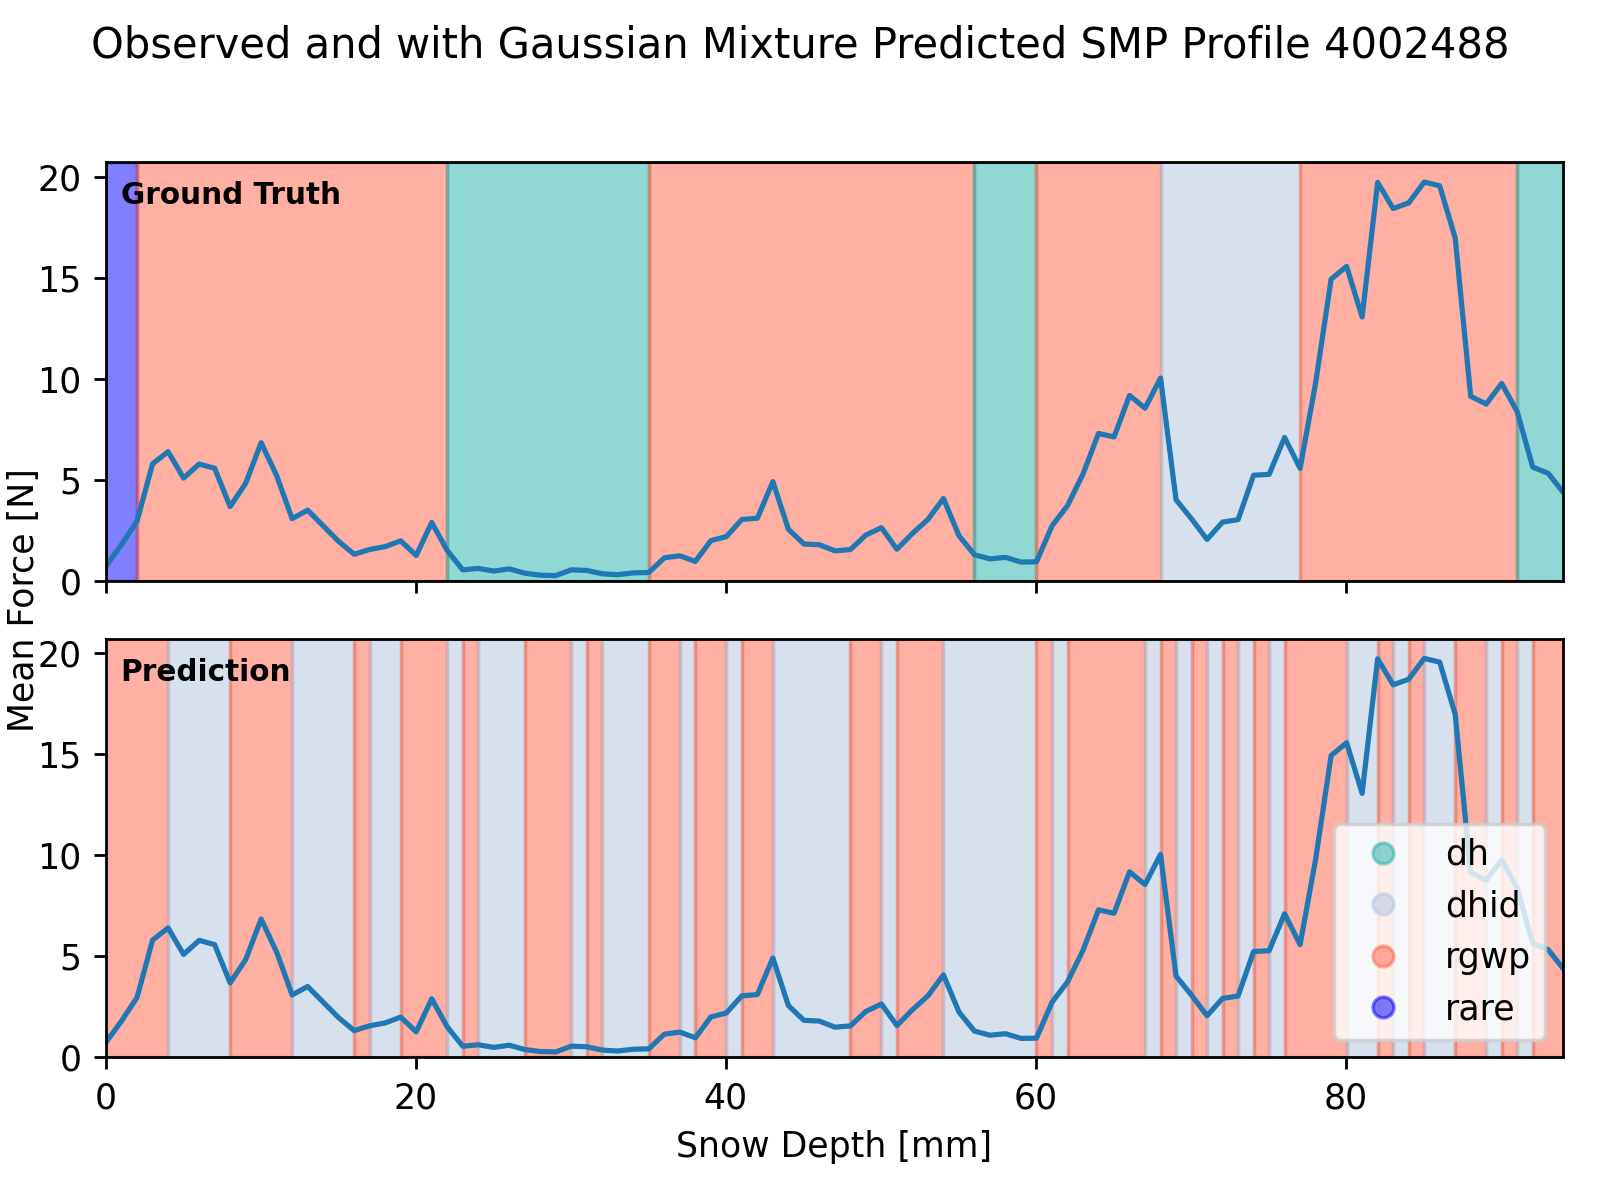 Observed and with Gaussian Mixture Predicted SMP Profile 4002488
20
Ground Truth
15
10
5
0
Mean Force [N]
20
Prediction
15
10
5
0
dh
dhid
rgwp
rare
0 20 40 60 80
Snow Depth [mm]